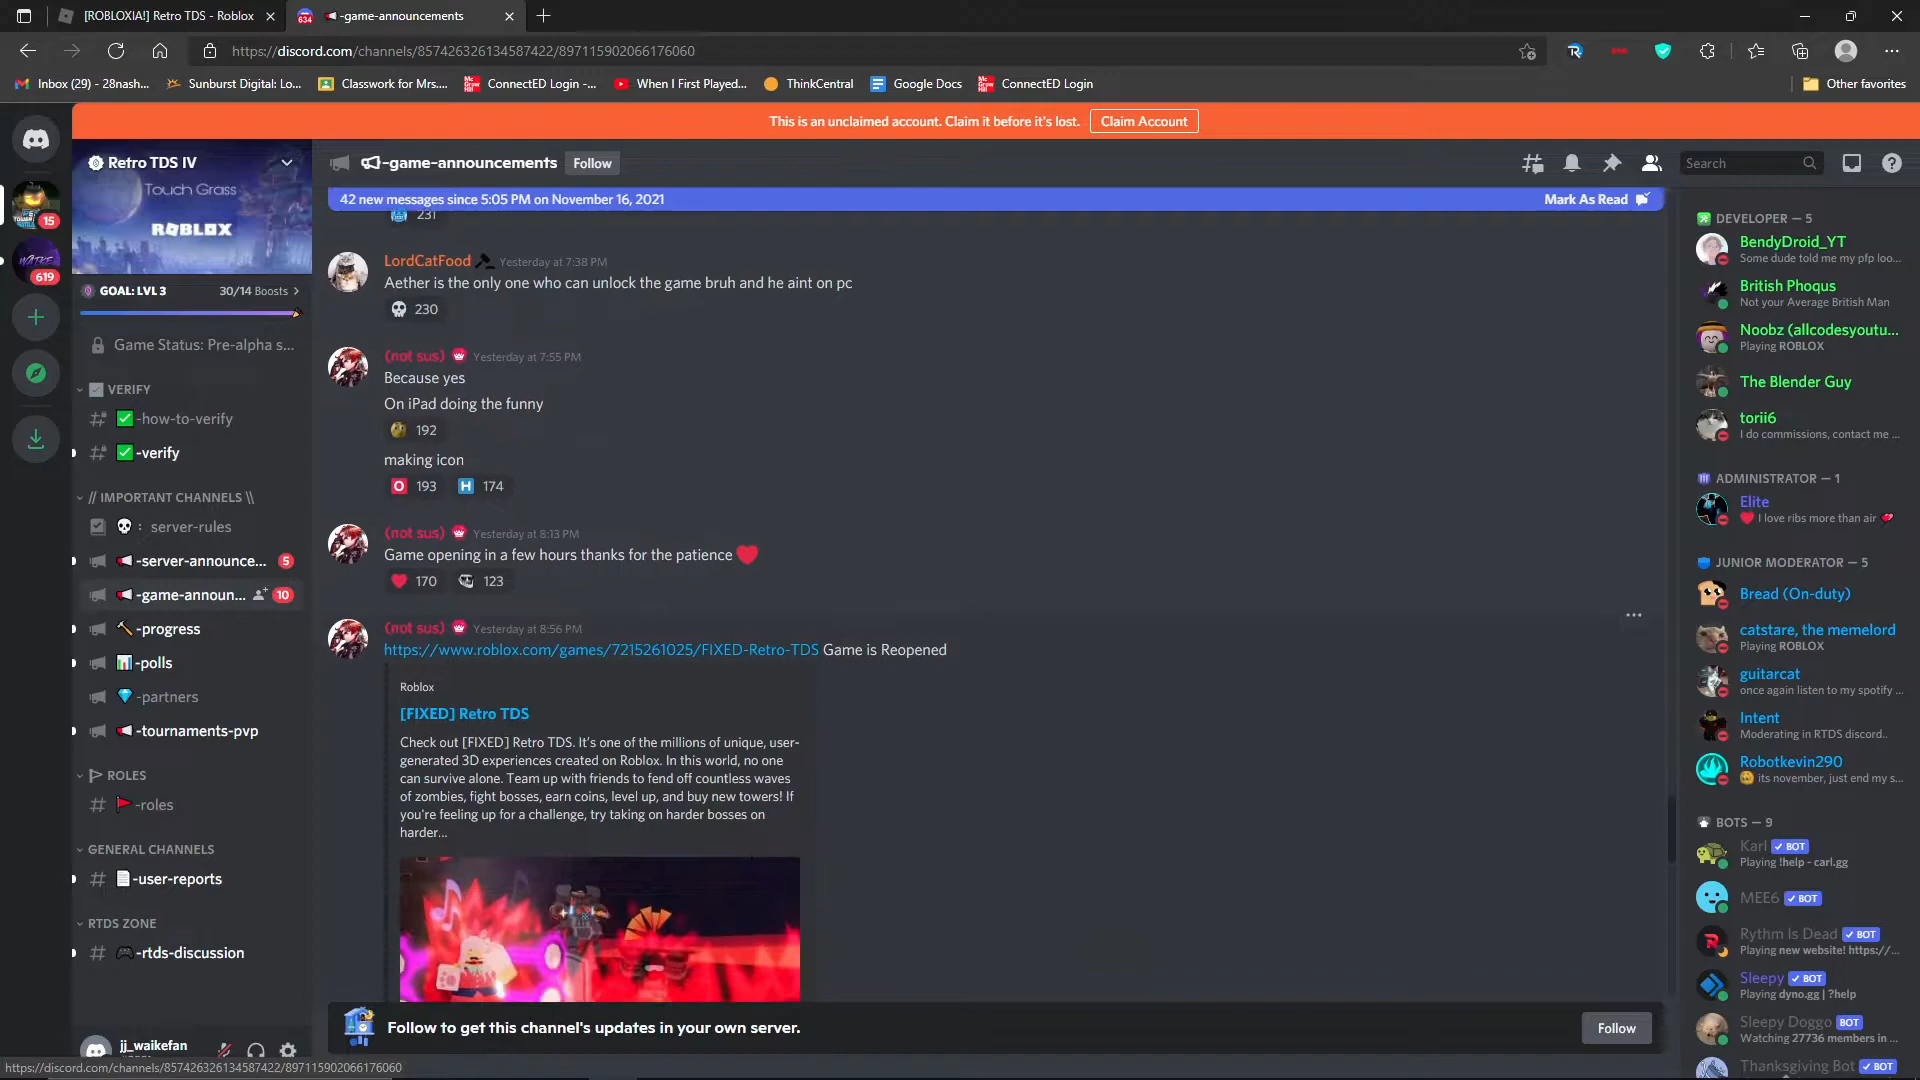 [ROBLOXIA!] Retro TDS - Roblox
634
-game-announcements
https://discord.com/channels/857426326134587422/897115902066176060
Inbox (29) - 28nash...
Sunburst Digital: Lo...
Classwork for Mrs....
ConnectED Login -...
When I First Played...
ThinkCentral
Google Docs
ConnectED Login
Other favorites
This is an unclaimed account. Claim it before it's lost.
Claim Account
Retro TDS IV
Touch Grass
ROBLOX
GOAL: LVL 3
30/14 Boosts
Game Status: Pre-alpha s...
VERIFY
✅-how-to-verify
✅-verify
// IMPORTANT CHANNELS \\
💀： server-rules
📢-server-announce...
5
📢-game-announ...
10
🔨-progress
📊-polls
💎-partners
📢-tournaments-pvp
ROLES
🚩-roles
GENERAL CHANNELS
📄-user-reports
RTDS ZONE
🎮-rtds-discussion
jj_waikefan
15
WAIKE
619
📢-game-announcements
Follow
Search
42 new messages since 5:05 PM on November 16, 2021
Mark As Read
231
LordCatFood
Yesterday at 7:38 PM
Aether is the only one who can unlock the game bruh and he aint on pc
💀 230
(not sus)
Yesterday at 7:55 PM
Because yes
On iPad doing the funny
192
making icon
O 193
H 174
(not sus)
Yesterday at 8:13 PM
Game opening in a few hours thanks for the patience ❤️
❤️ 170
123
(not sus)
Yesterday at 8:56 PM
https://www.roblox.com/games/7215261025/FIXED-Retro-TDS Game is Reopened
Roblox
[FIXED] Retro TDS
Check out [FIXED] Retro TDS. It's one of the millions of unique, user-
generated 3D experiences created on Roblox. In this world, no one
can survive alone. Team up with friends to fend off countless waves
of zombies, fight bosses, earn coins, level up, and buy new towers! If
you're feeling up for a challenge, try taking on harder bosses on
harder...
Follow to get this channel's updates in your own server.
Follow
https://discord.com/channels/857426326134587422/897115902066176060
DEVELOPER — 5
BendyDroid_YT
Some dude told me my pfp loo...
British Phoqus
Not your Average British Man
Noobz (allcodesyoutu...
Playing ROBLOX
The Blender Guy
torii6
I do commissions, contact me ...
ADMINISTRATOR — 1
Elite
❤️ I love ribs more than air 💘
JUNIOR MODERATOR — 5
Bread (On-duty)
catstare, the memelord
Playing ROBLOX
guitarcat
once again listen to my spotify ...
Intent
Moderating in RTDS discord..
Robotkevin290
its november, just end my s...
BOTS — 9
Karl
BOT
Playing !help - carl.gg
MEE6
BOT
Rythm Is Dead
BOT
Playing new website! https://...
Sleepy
BOT
Playing dyno.gg | ?help
Sleepy Doggo
BOT
Watching 27736 members in ...
Thanksgiving Bot
BOT